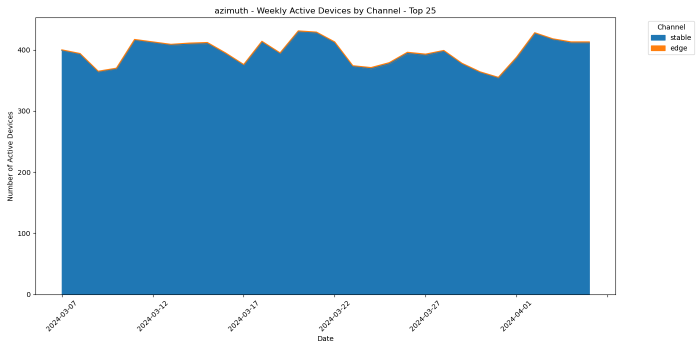 azimuth - Weekly Active Devices by Channel - Top 25
Channel
stable
edge
Number of Active Devices
400
300
200
100
0
2024-03-07
2024-03-12
2024-03-17
2024-03-22
2024-03-27
2024-04-01
Date